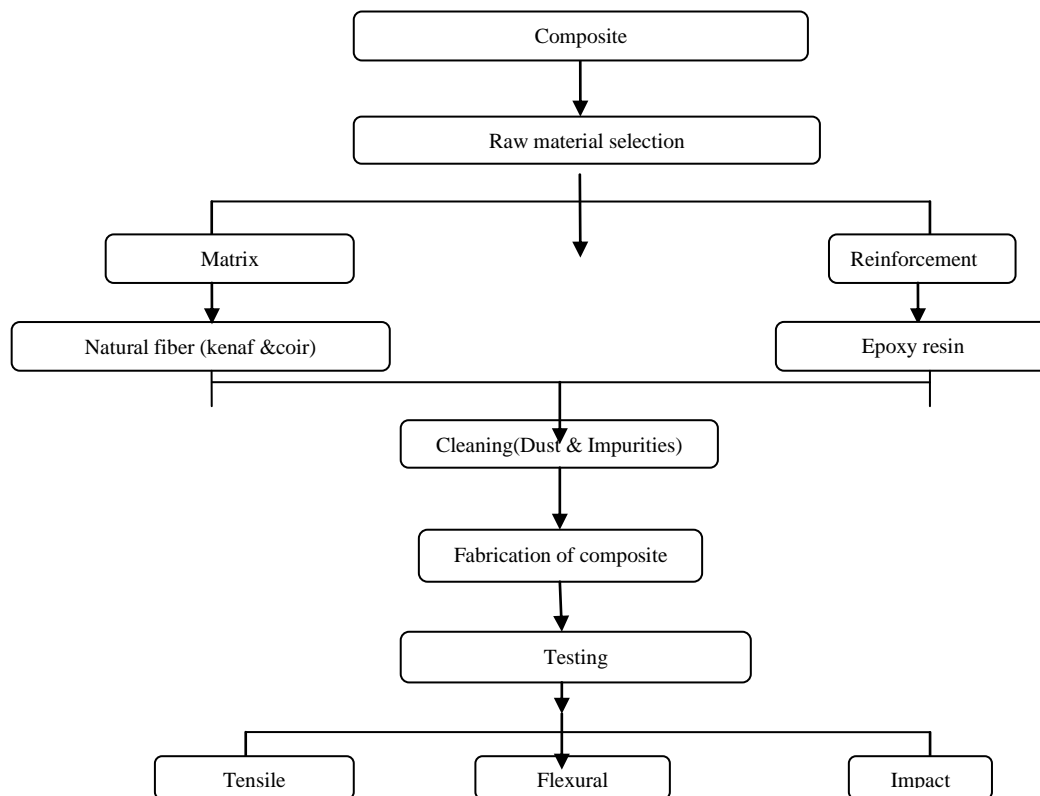 Composite
Raw material selection
Matrix
Reinforcement
Natural fiber (kenaf &coir)
Epoxy resin
Cleaning(Dust & Impurities)
Fabrication of composite
Testing
Tensile
Flexural
Impact